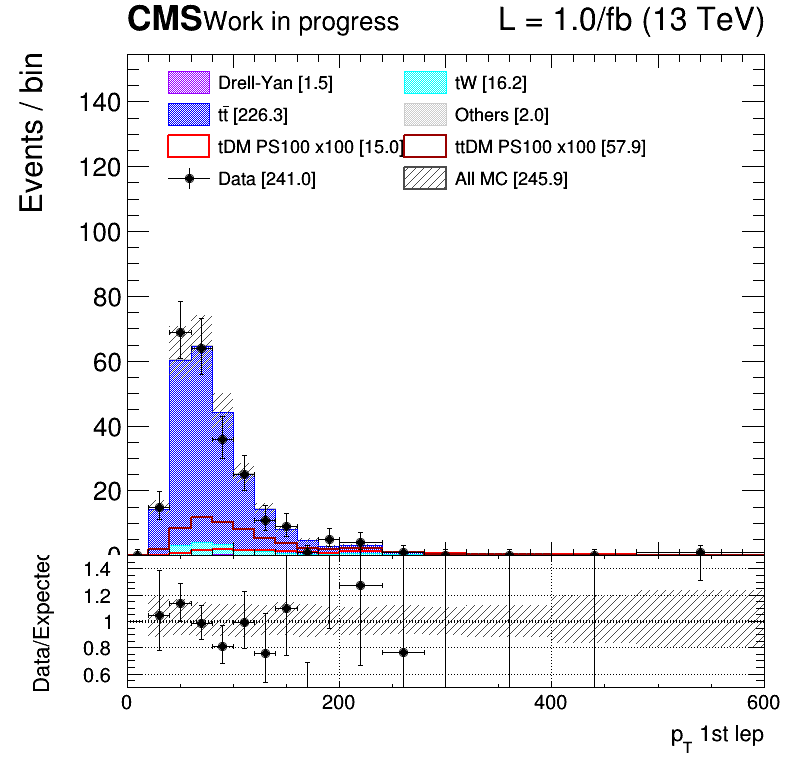 CMS Work in progress L = 1.0/fb (13 TeV)
Events / bin
Drell-Yan [1.5] tW [16.2]
tt̄ [226.3] Others [2.0]
tDM PS100 x100 [15.0] ttDM PS100 x100 [57.9]
Data [241.0] All MC [245.9]
140
120
100
80
60
40
20
0
Data/Expected
1.4
1.2
1
0.8
0.6
0 200 400 600
p_T 1st lep